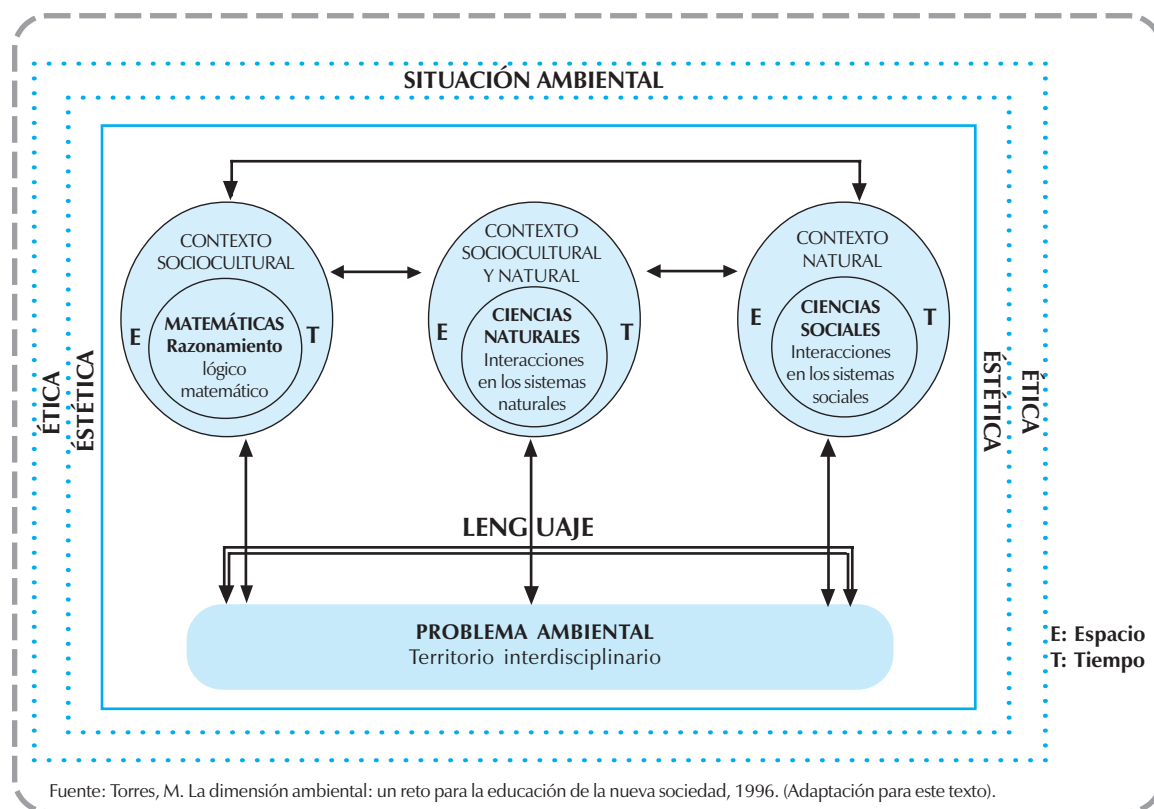 SITUACIÓN AMBIENTAL
CONTEXTO
SOCIOCULTURAL
E
MATEMÁTICAS
Razonamiento
lógico
matemático
T
CONTEXTO
SOCIOCULTURAL
Y NATURAL
E
CIENCIAS
NATURALES
Interacciones
en los sistemas
naturales
T
CONTEXTO
NATURAL
E
CIENCIAS
SOCIALES
Interacciones
en los sistemas
sociales
T
ÉTICA
ÉSTÉTICA
ÉSTÉTICA
ÉTICA
LENGUAJE
PROBLEMA AMBIENTAL
Territorio interdisciplinario
E: Espacio
T: Tiempo
Fuente: Torres, M. La dimensión ambiental: un reto para la educación de la nueva sociedad, 1996. (Adaptación para este texto).